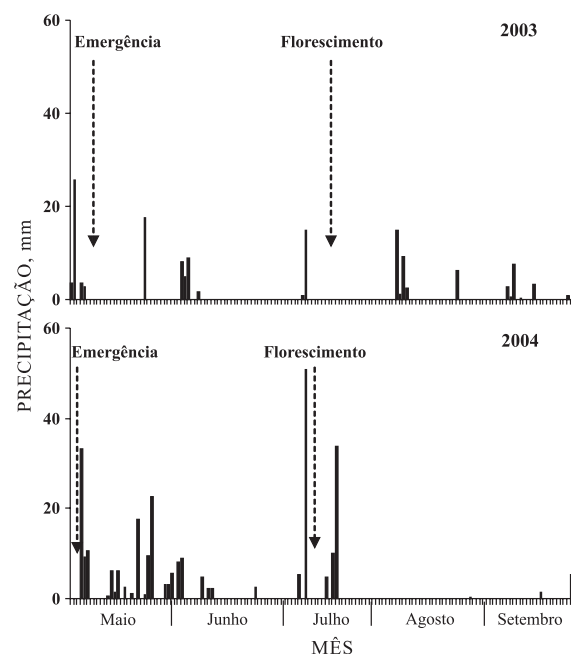 60
2003
Emergência
Florescimento
40
20
0
PRECIPITAÇÃO, mm
60
2004
Emergência
Florescimento
40
20
0
Maio Junho Julho Agosto Setembro
MÊS